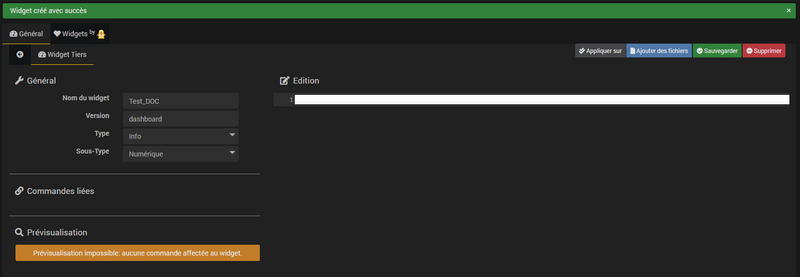 Widget créé avec succès ×
Général Widgets by
Widget Tiers
Appliquer sur Ajouter des fichiers Sauvegarder Supprimer
Général
Nom du widget Test_DOC
Version dashboard
Type Info
Sous-Type Numérique
Commandes liées
Prévisualisation
Prévisualisation impossible: aucune commande affectée au widget.
Edition
1